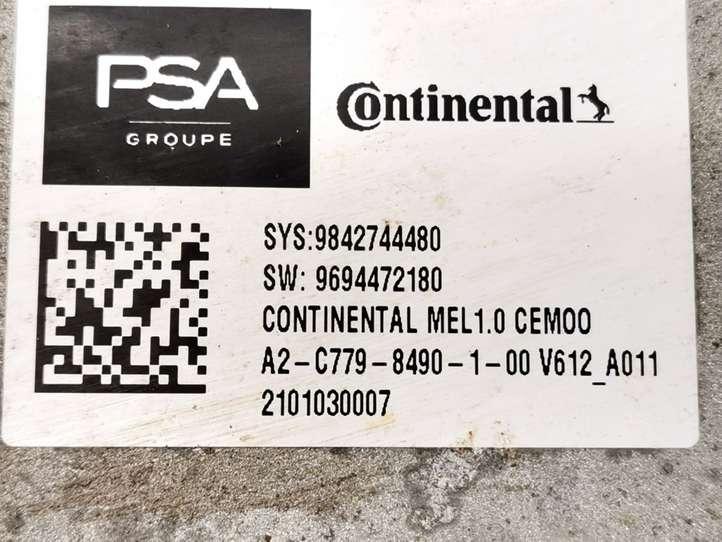 PSA
GROUPE
Continental
SYS:9842744480
SW: 9694472180
CONTINENTAL MEL1.0 CEM00
A2-C779-8490-1-00 V612_A011
2101030007